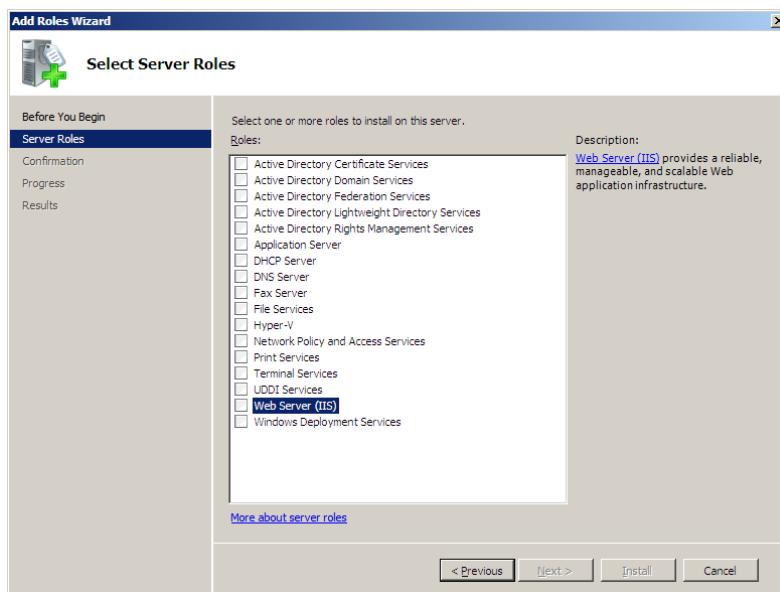 Add Roles Wizard
Select Server Roles
Before You Begin
Server Roles
Confirmation
Progress
Results
Select one or more roles to install on this server.
Roles:
Active Directory Certificate Services
Active Directory Domain Services
Active Directory Federation Services
Active Directory Lightweight Directory Services
Active Directory Rights Management Services
Application Server
DHCP Server
DNS Server
Fax Server
File Services
Hyper-V
Network Policy and Access Services
Print Services
Terminal Services
UDDI Services
Web Server (IIS)
Windows Deployment Services
More about server roles
Description:
Web Server (IIS) provides a reliable,
manageable, and scalable Web
application infrastructure.
< Previous
Next >
Install
Cancel